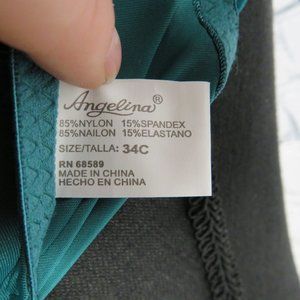 Angelina®
85%NYLON 15%SPANDEX
85%NAILON 15%ELASTANO
SIZE/TALLA: 34C
RN 68589
MADE IN CHINA
HECHO EN CHINA